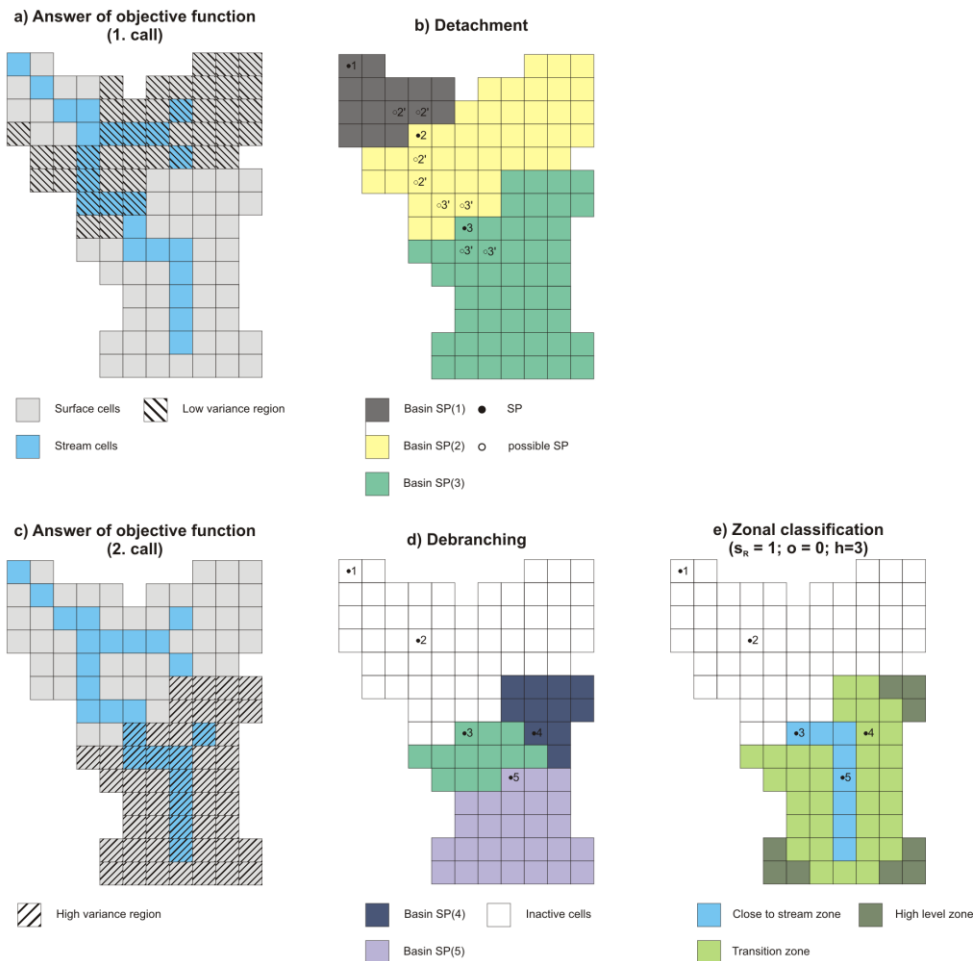 a) Answer of objective function
(1. call)
b) Detachment
•1
○2' ○2'
•2
○2'
○2'
○3' ○3'
•3
○3' ○3'
Surface cells
Low variance region
Stream cells
Basin SP(1)
● SP
Basin SP(2)
○ possible SP
Basin SP(3)
c) Answer of objective function
(2. call)
d) Debranching
e) Zonal classification
(sR = 1; o = 0; h=3)
•1
•2
•3
•4
•5
•1
•2
•3
•4
•5
High variance region
Basin SP(4)
Inactive cells
Basin SP(5)
Close to stream zone
High level zone
Transition zone